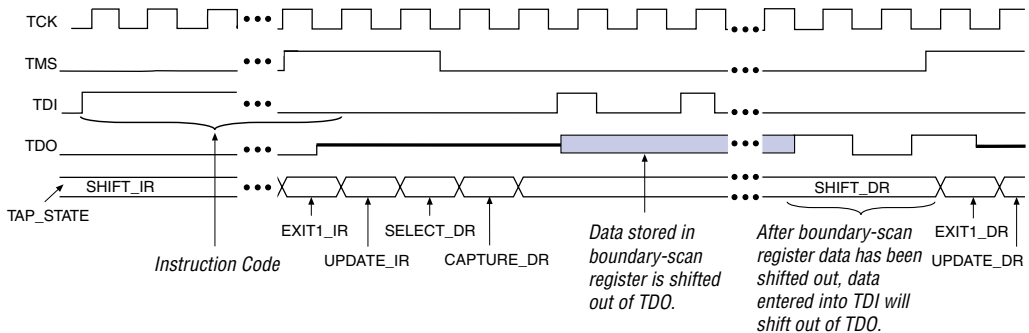 TCK
TMS
TDI
TDO
SHIFT_IR
SHIFT_DR
TAP_STATE
EXIT1_IR
SELECT_DR
EXIT1_DR
Instruction Code
UPDATE_IR
CAPTURE_DR
UPDATE_DR
Data stored in
boundary-scan
register is shifted
out of TDO.
After boundary-scan
register data has been
shifted out, data
entered into TDI will
shift out of TDO.